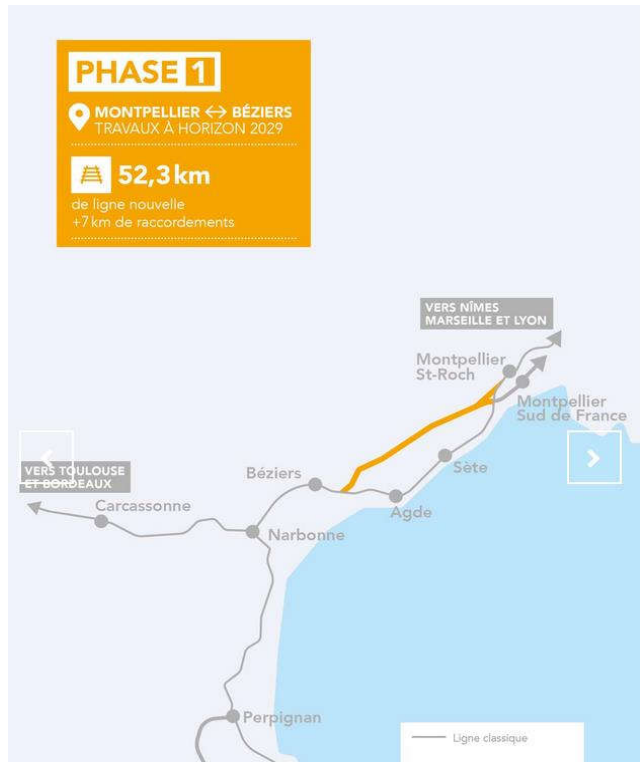 PHASE 1
MONTPELLIER ↔ BÉZIERS
TRAVAUX À HORIZON 2029
52,3 km
de ligne nouvelle
+7 km de raccordements
VERS NÎMES
MARSEILLE ET LYON
Montpellier
St-Roch
Montpellier
Sud de France
Sète
Béziers
VERS TOULOUSE
ET BORDEAUX
Agde
Carcassonne
Narbonne
Perpignan
Ligne classique